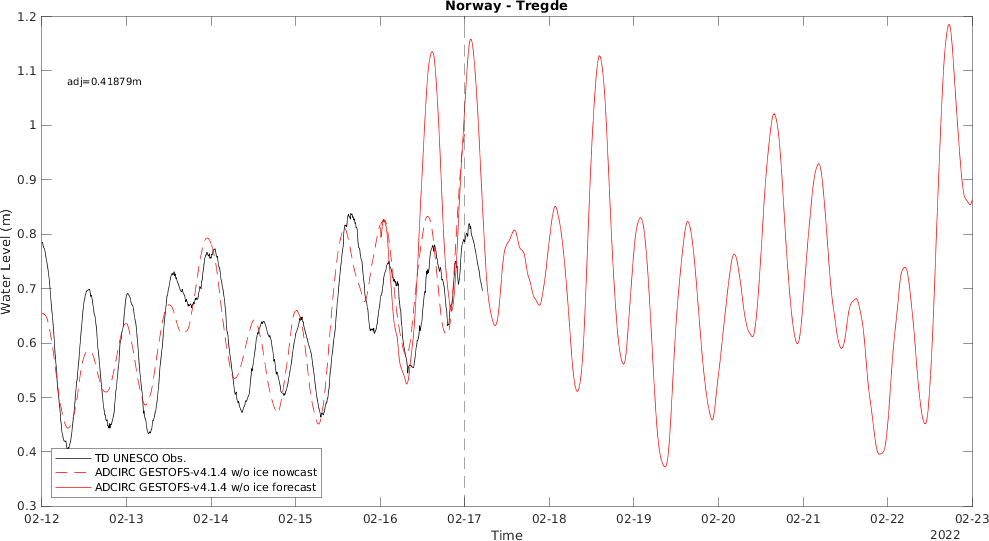 Norway - Tregde
1.2
1.1
1
0.9
0.8
0.7
0.6
0.5
0.4
0.3
Water Level (m)
adj=0.41879m
TD UNESCO Obs.
ADCIRC GESTOFS-v4.1.4 w/o ice nowcast
ADCIRC GESTOFS-v4.1.4 w/o ice forecast
02-12 02-13 02-14 02-15 02-16 02-17 02-18 02-19 02-20 02-21 02-22 02-23
Time
2022